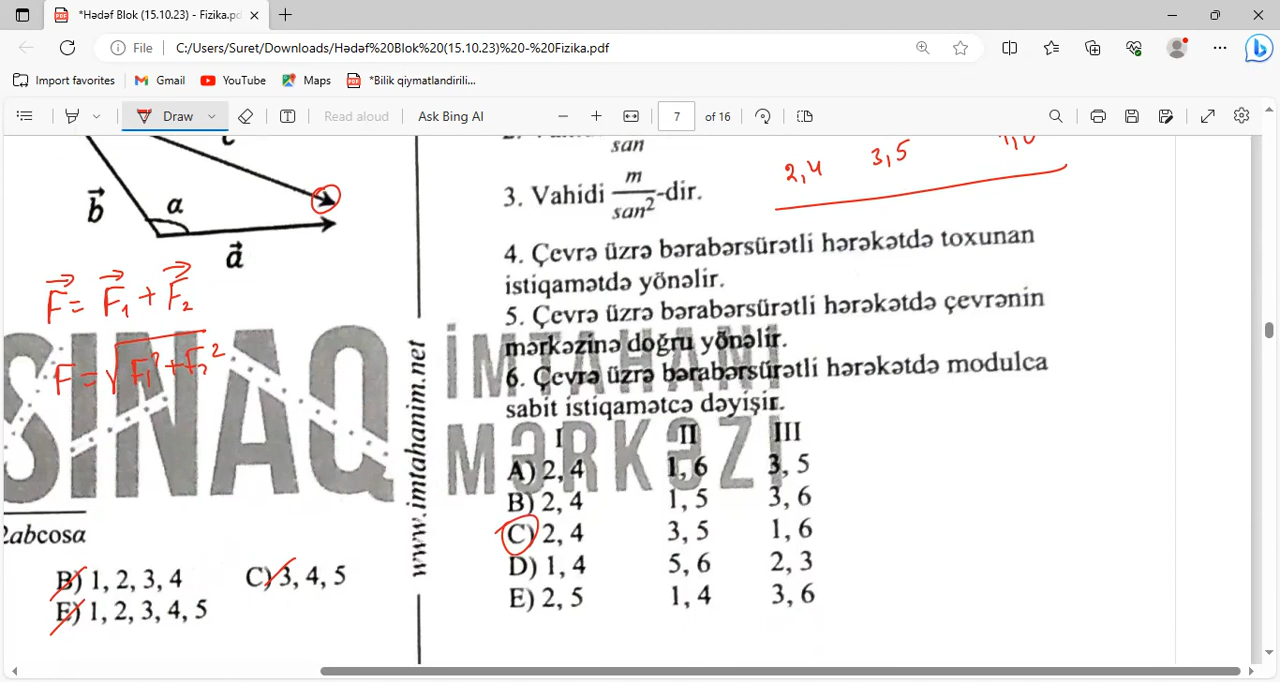 *Hədəf Blok (15.10.23) - Fizika.pd
File
C:/Users/Suret/Downloads/Hədəf%20Blok%20(15.10.23)%20-%20Fizika.pdf
Import favorites
Gmail
YouTube
Maps
*Bilik qiymatləndirili...
Draw
Read aloud
Ask Bing AI
7
of 16
b
α
a
F = F₁ + F₂
F = √F₁² + F₂²
SINAQ
2abcosα
B) 1, 2, 3, 4
C) 3, 4, 5
E) 1, 2, 3, 4, 5
www.imtahanim.net
san
2,4
3,5
3. Vahidi m/san²-dir.
4. Çevrə üzrə bərabərsürətli hərəkətdə toxunan
istiqamətdə yönəlir.
5. Çevrə üzrə bərabərsürətli hərəkətdə çevrənin
mərkəzinə doğru yönəlir.
6. Çevrə üzrə bərabərsürətli hərəkətdə modulca
sabit istiqamətcə dəyişir.
İMTAHAN
MƏRKƏZİ
I II III
A) 2, 4 1, 6 3, 5
B) 2, 4 1, 5 3, 6
C) 2, 4 3, 5 1, 6
D) 1, 4 5, 6 2, 3
E) 2, 5 1, 4 3, 6